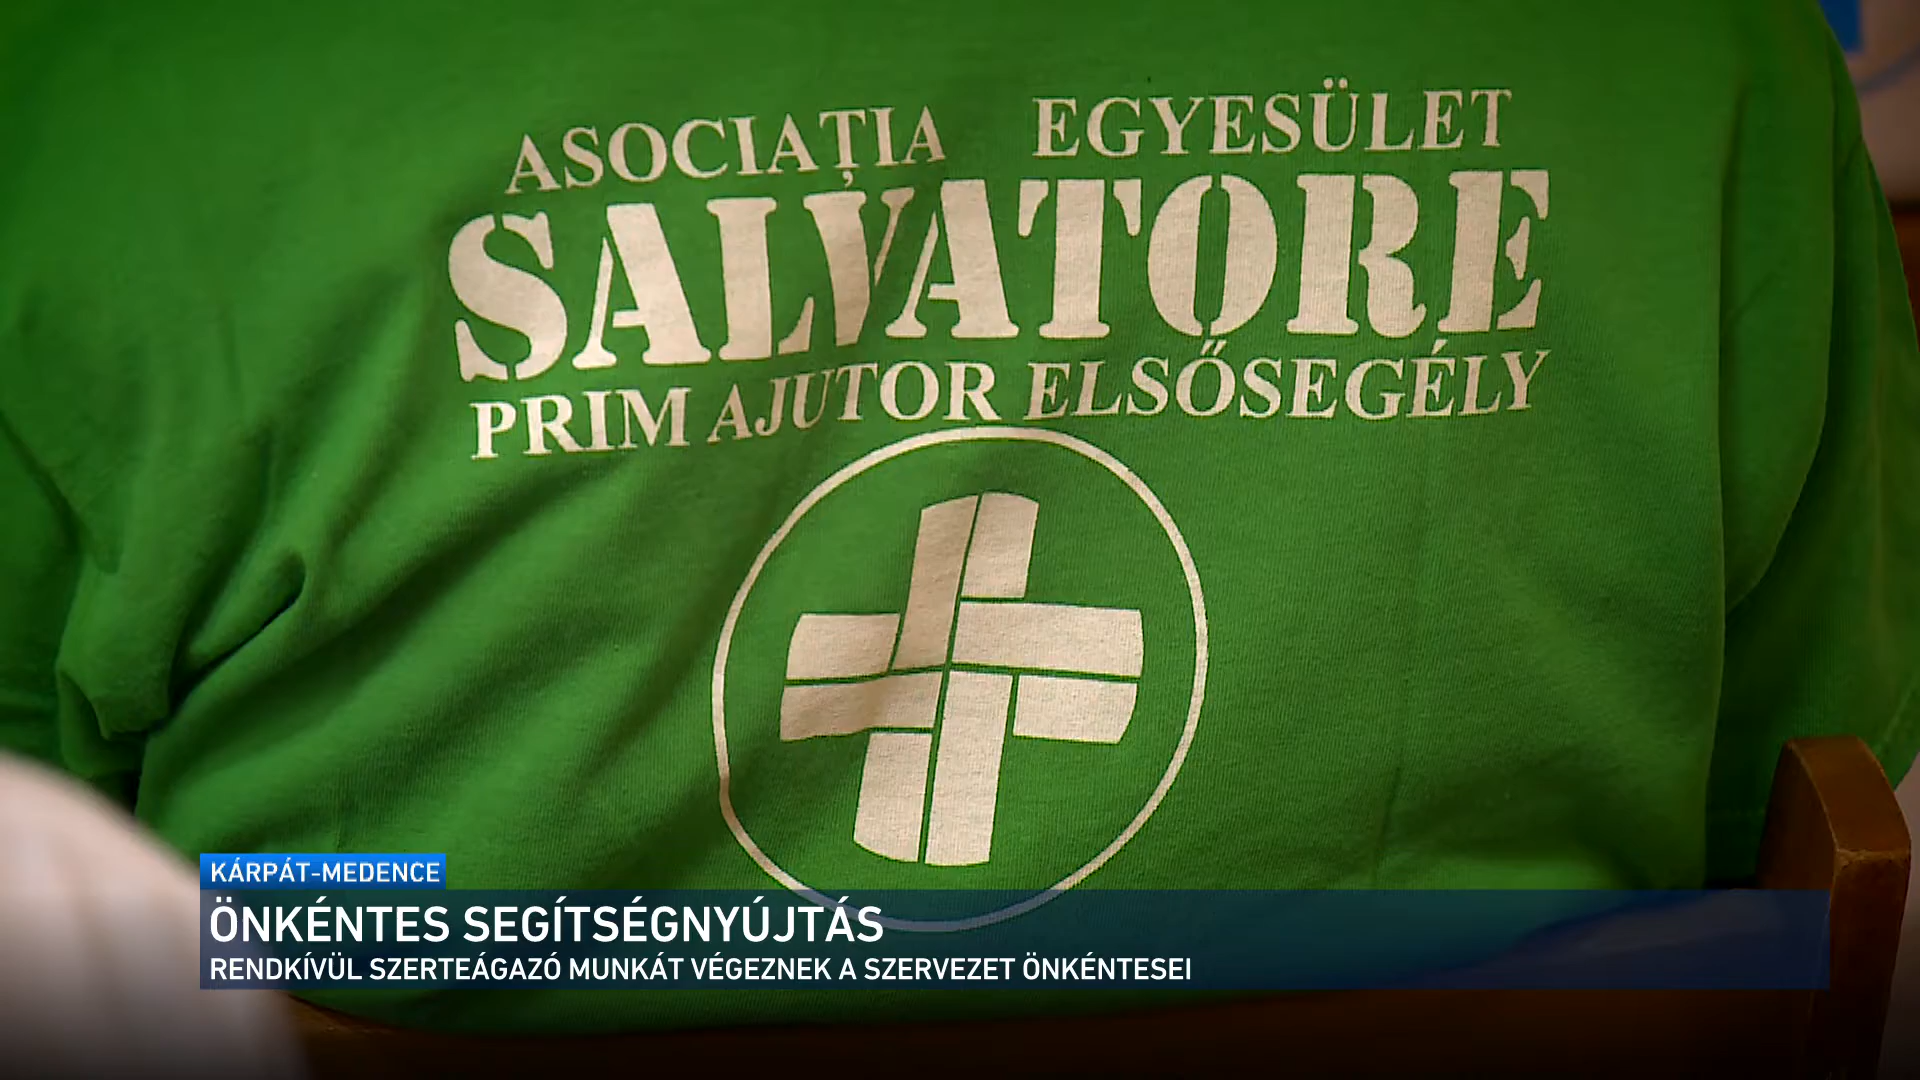 ASOCIAȚIA EGYESÜLET
SALVATORE
PRIM AJUTOR ELSŐSEGÉLY
KÁRPÁT-MEDENCE
ÖNKÉNTES SEGÍTSÉGNYÚJTÁS
RENDKÍVÜL SZERTEÁGAZÓ MUNKÁT VÉGEZNEK A SZERVEZET ÖNKÉNTESEI